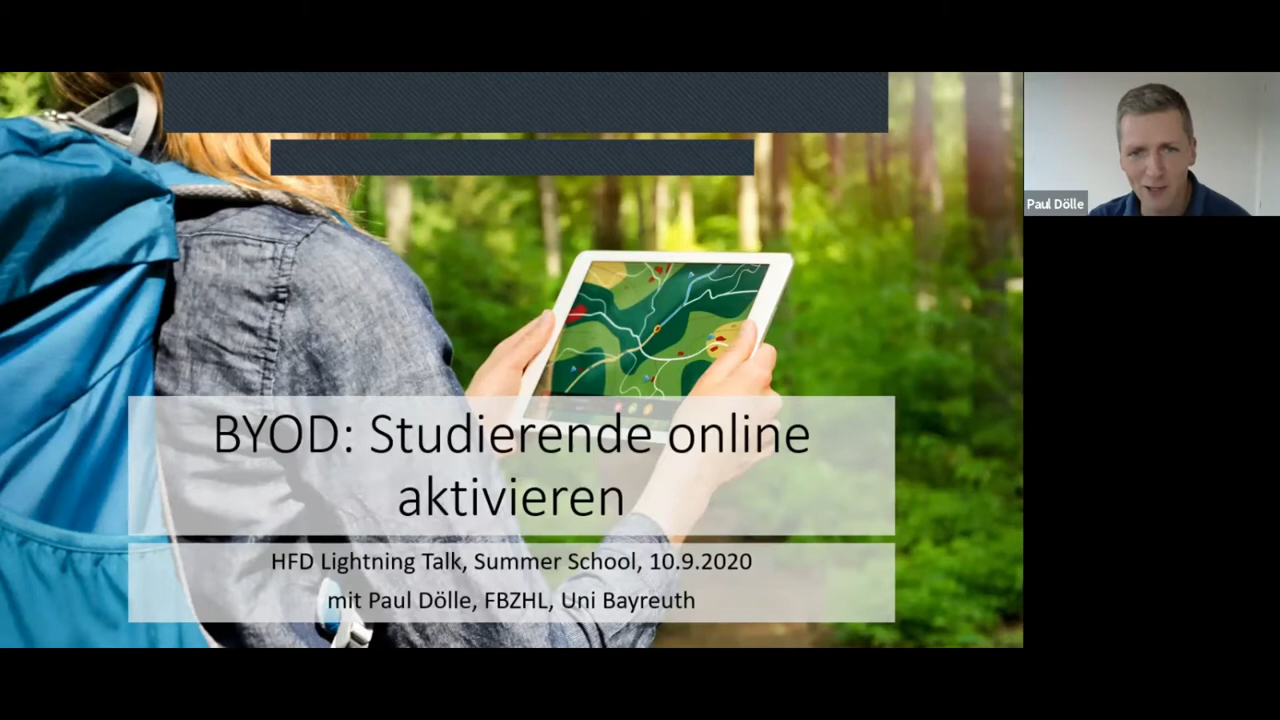 BYOD: Studierende online
aktivieren
HFD Lightning Talk, Summer School, 10.9.2020
mit Paul Dölle, FBZHL, Uni Bayreuth
Paul Dölle